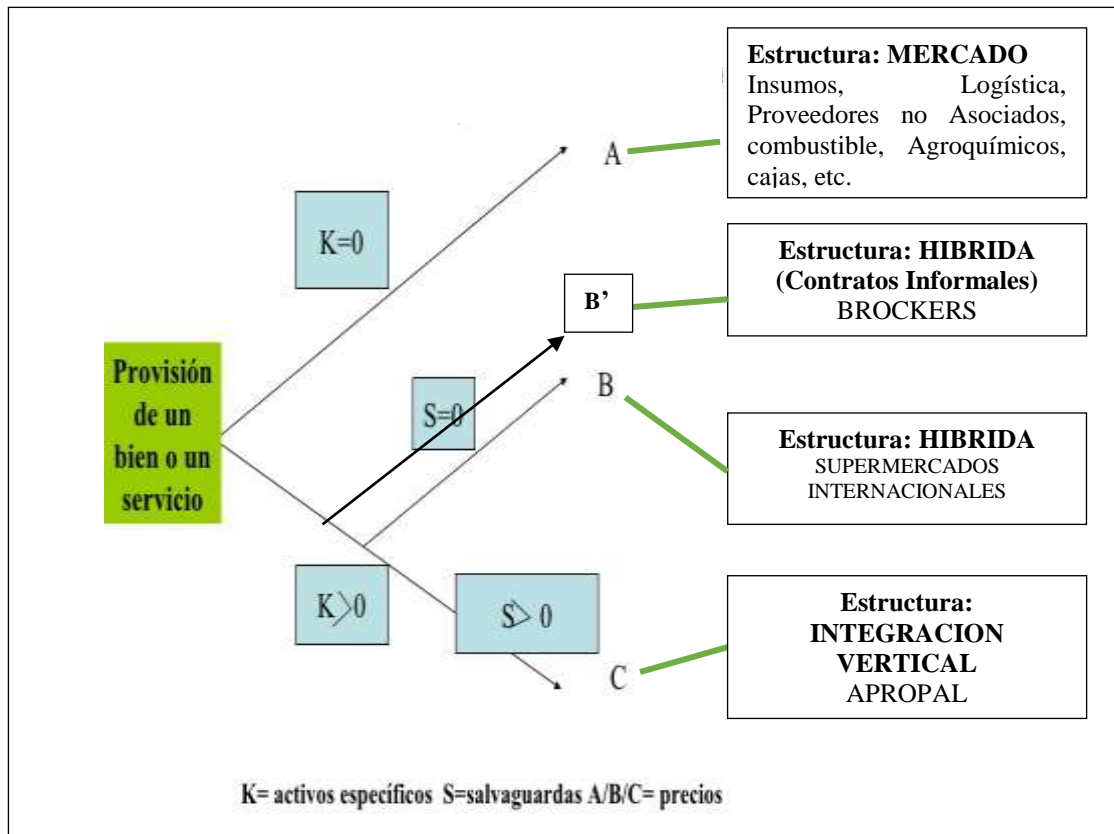 Estructura: MERCADO
Insumos, Logística,
Proveedores no Asociados,
combustible, Agroquímicos,
cajas, etc.
A
K=0
Estructura: HIBRIDA
(Contratos Informales)
BROCKERS
B’
Provisión
de un
bien o un
servicio
S=0
B
Estructura: HIBRIDA
SUPERMERCADOS
INTERNACIONALES
K>0
S> 0
Estructura:
INTEGRACION
VERTICAL
APROPAL
C
K= activos específicos S=salvaguardas A/B/C= precios